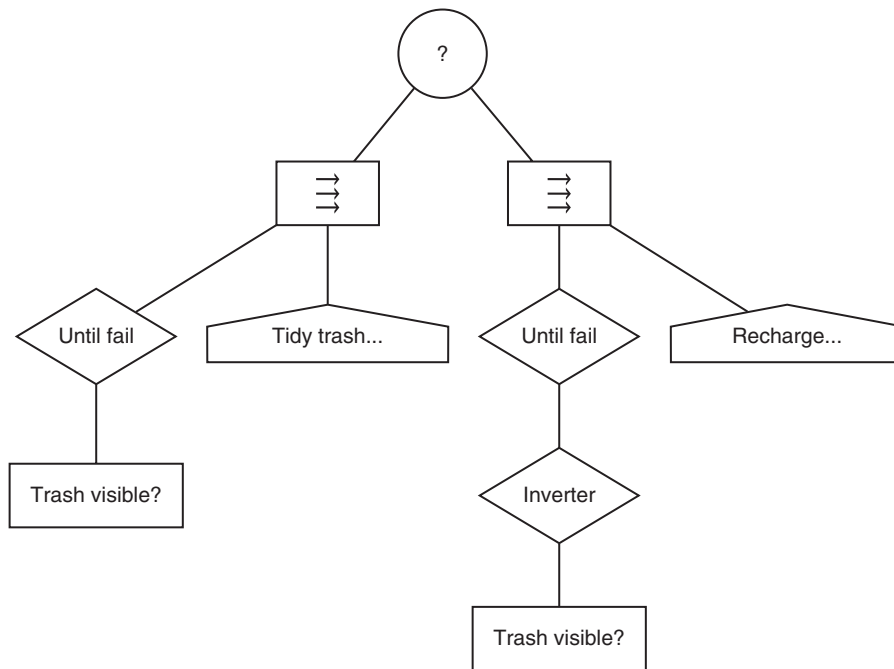 ?
Until fail
Tidy trash...
Until fail
Recharge...
Trash visible?
Inverter
Trash visible?